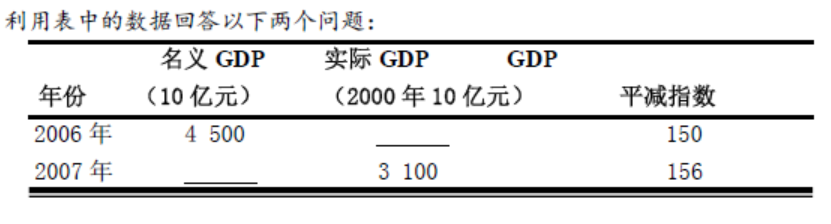 利用表中的数据回答以下两个问题：
名义 GDP 实际 GDP GDP
年份 （10 亿元） （2000 年 10 亿元） 平减指数
2006 年 4 500 ______ 150
2007 年 ______ 3 100 156